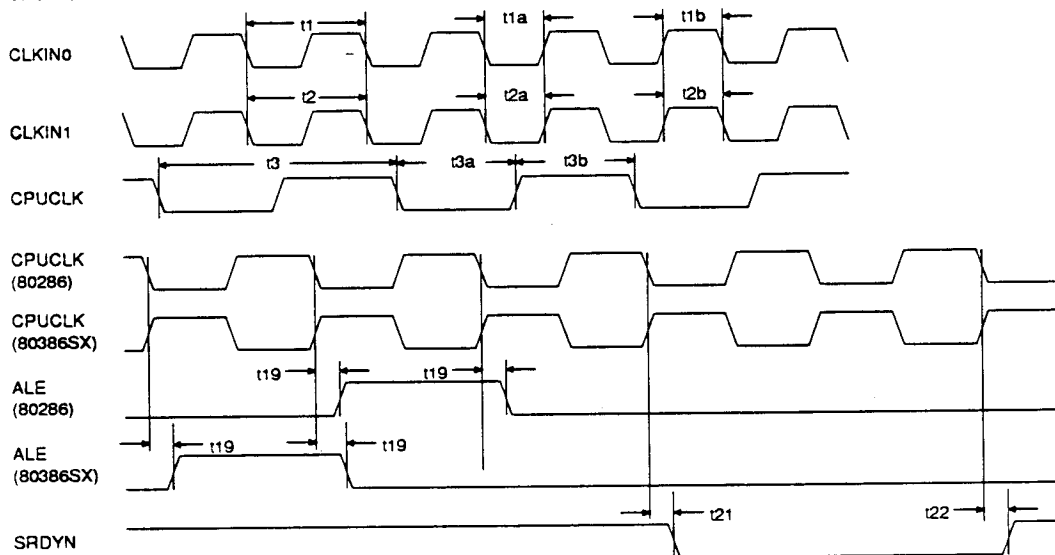 t1 t1a t1b
CLKIN0
t2 t2a t2b
CLKIN1
t3 t3a t3b
CPUCLK
CPUCLK
(80286)
CPUCLK
(80386SX)
t19 t19
ALE
(80286)
t19 t19
ALE
(80386SX)
t21 t22
SRDYN